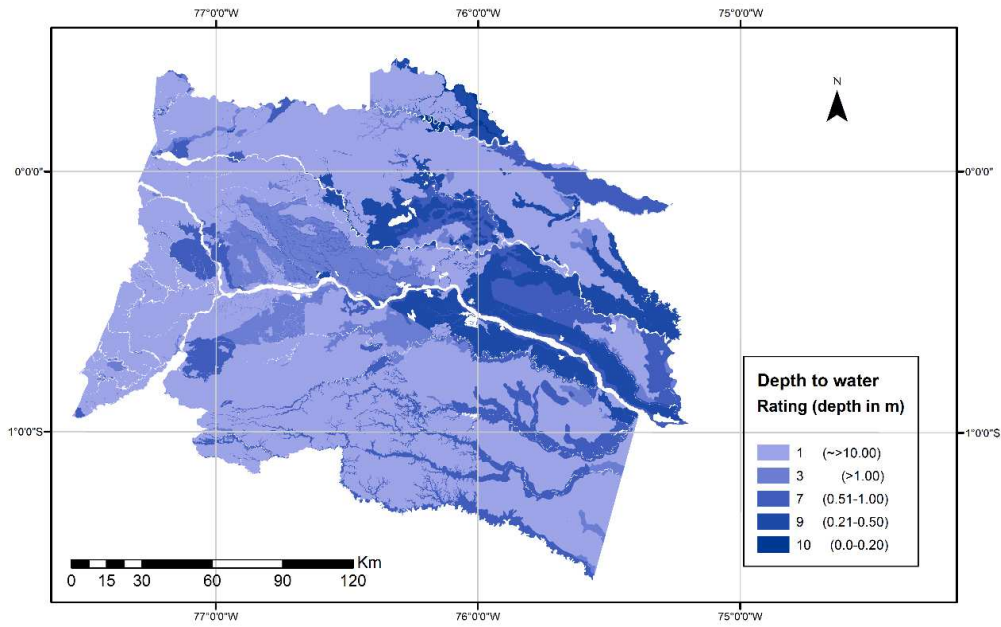 77°0'0"W 76°0'0"W 75°0'0"W
N
0°0'0" 0°0'0"
Depth to water
Rating (depth in m)
1 (~>10.00)
3 (>1.00)
7 (0.51-1.00)
9 (0.21-0.50)
10 (0.0-0.20)
1°0'0"S 1°0'0"S
Km
0 15 30 60 90 120
77°0'0"W 76°0'0"W 75°0'0"W